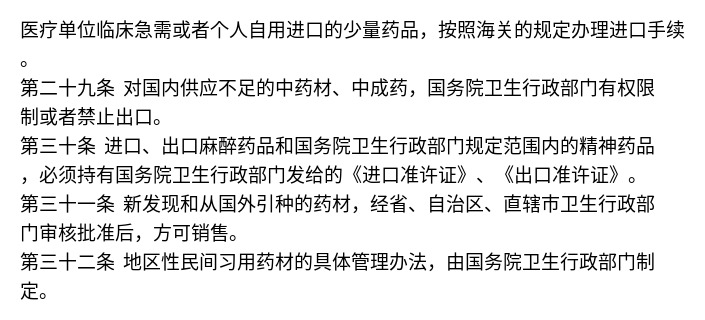 医疗单位临床急需或者个人自用进口的少量药品，按照海关的规定办理进口手续
。
第二十九条 对国内供应不足的中药材、中成药，国务院卫生行政部门有权限
制或者禁止出口。
第三十条 进口、出口麻醉药品和国务院卫生行政部门规定范围内的精神药品
，必须持有国务院卫生行政部门发给的《进口准许证》、《出口准许证》。
第三十一条 新发现和从国外引种的药材，经省、自治区、直辖市卫生行政部
门审核批准后，方可销售。
第三十二条 地区性民间习用药材的具体管理办法，由国务院卫生行政部门制
定。